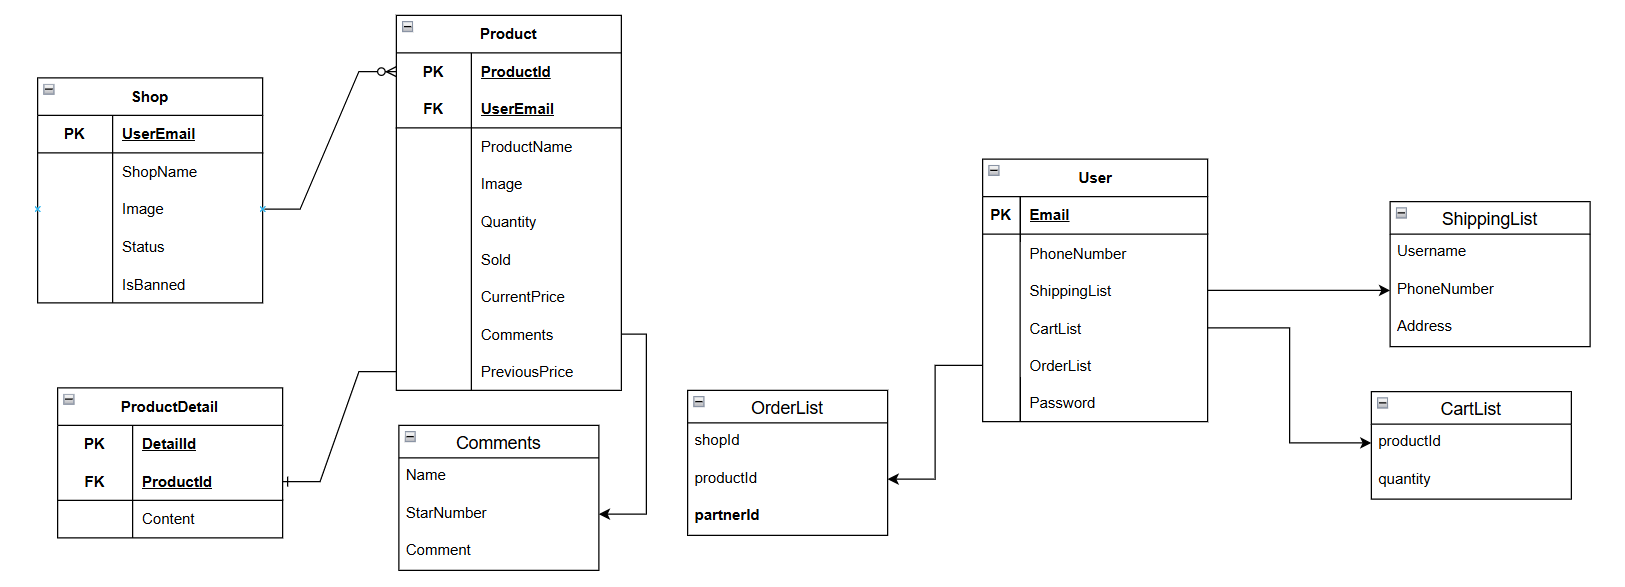 Shop
PK UserEmail
ShopName
Image
Status
IsBanned
Product
PK ProductId
FK UserEmail
ProductName
Image
Quantity
Sold
CurrentPrice
Comments
PreviousPrice
ProductDetail
PK DetailId
FK ProductId
Content
Comments
Name
StarNumber
Comment
OrderList
shopId
productId
partnerId
User
PK Email
PhoneNumber
ShippingList
CartList
OrderList
Password
ShippingList
Username
PhoneNumber
Address
CartList
productId
quantity